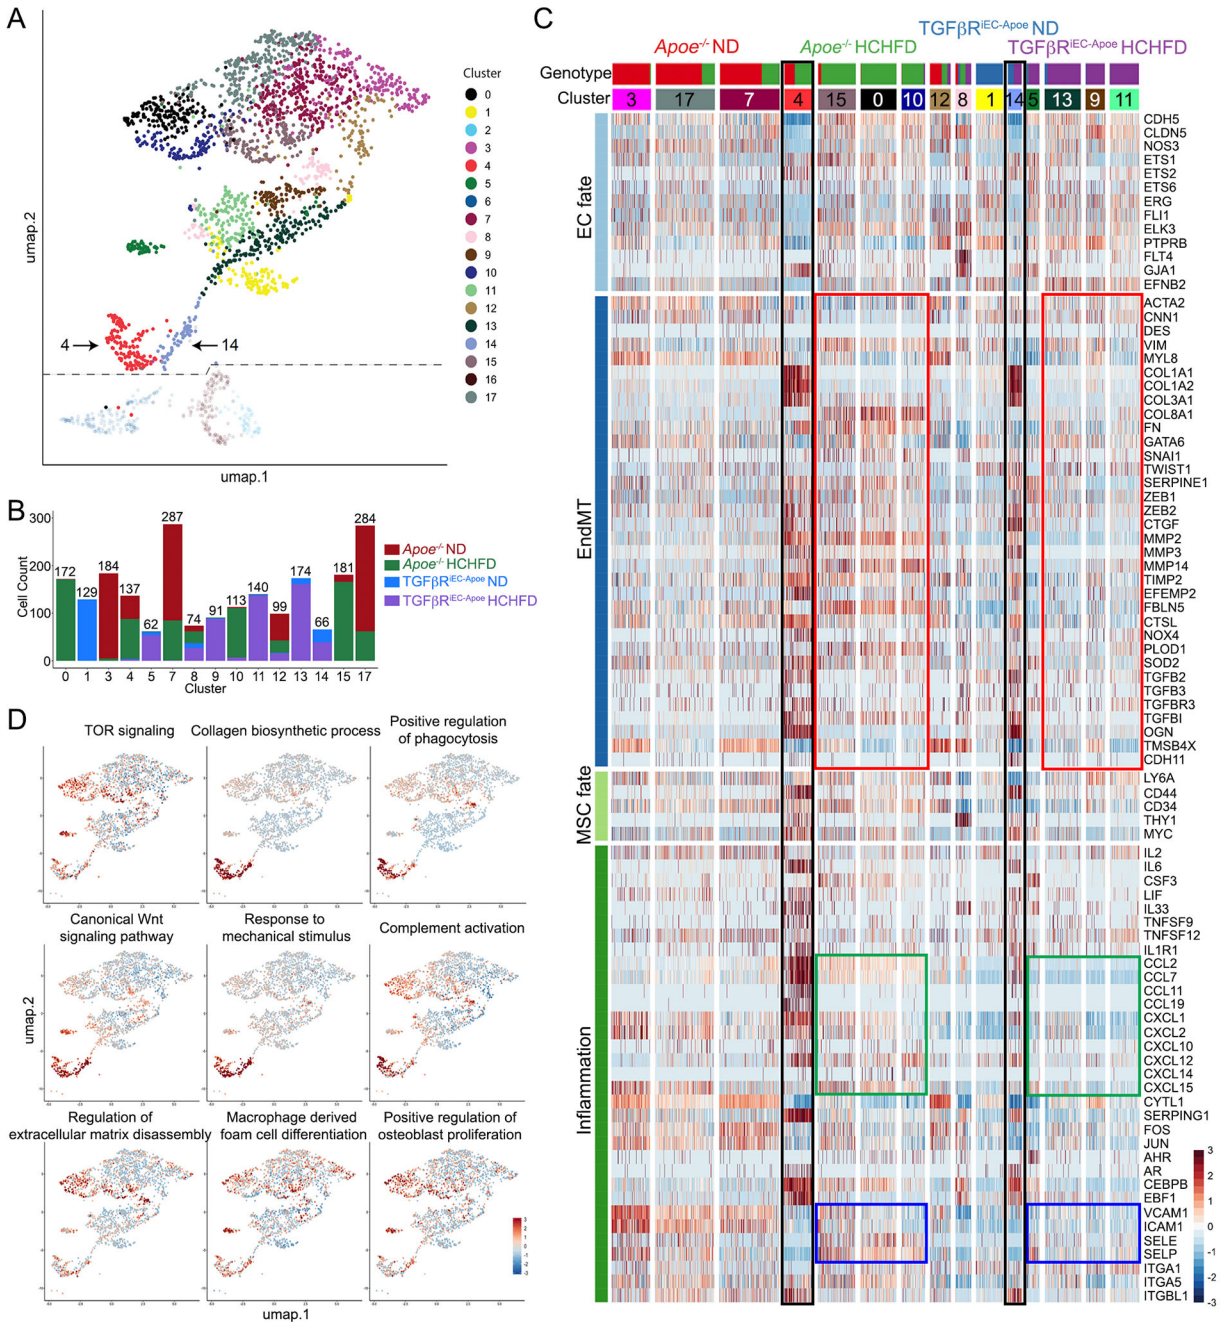 A
umap.2
umap.1
4
14
Cluster
0
1
2
3
4
5
6
7
8
9
10
11
12
13
14
15
16
17
B
Cell Count
300
200
100
0
172
129
184
137
62
287
74
91
113
140
99
174
66
181
284
0 1 3 4 5 7 8 9 10 11 12 13 14 15 17
Cluster
Apoe-/- ND
Apoe-/- HCHFD
TGFβRiEC-Apoe ND
TGFβRiEC-Apoe HCHFD
C
Apoe-/- ND
Apoe-/- HCHFD
TGFβRiEC-Apoe ND
TGFβRiEC-Apoe HCHFD
Genotype
Cluster
3 17 7 4 15 0 10 12 8 1 14 5 13 9 11
EC fate
CDH5
CLDN5
NOS3
ETS1
ETS2
ETS6
ERG
FLI1
ELK3
PTPRB
FLT4
GJA1
EFNB2
EndMT
ACTA2
CNN1
DES
VIM
MYL8
COL1A1
COL1A2
COL3A1
COL8A1
FN
GATA6
SNAI1
TWIST1
SERPINE1
ZEB1
ZEB2
CTGF
MMP2
MMP3
MMP14
TIMP2
EFEMP2
FBLN5
CTSL
NOX4
PLOD1
SOD2
TGFB2
TGFB3
TGFBR3
TGFBI
OGN
TMSB4X
CDH11
MSC fate
LY6A
CD44
CD34
THY1
MYC
Inflammation
IL2
IL6
CSF3
LIF
IL33
TNFSF9
TNFSF12
IL1R1
CCL2
CCL7
CCL11
CCL19
CXCL1
CXCL2
CXCL10
CXCL12
CXCL14
CXCL15
CYTL1
SERPING1
FOS
JUN
AHR
AR
CEBPB
EBF1
VCAM1
ICAM1
SELE
SELP
ITGA1
ITGA5
ITGBL1
3
2
1
0
-1
-2
-3
D
TOR signaling
Collagen biosynthetic process
Positive regulation
of phagocytosis
Canonical Wnt
signaling pathway
Response to
mechanical stimulus
Complement activation
Regulation of
extracellular matrix disassembly
Macrophage derived
foam cell differentiation
Positive regulation of
osteoblast proliferation
umap.2
umap.1
3
2
1
0
-1
-2
-3